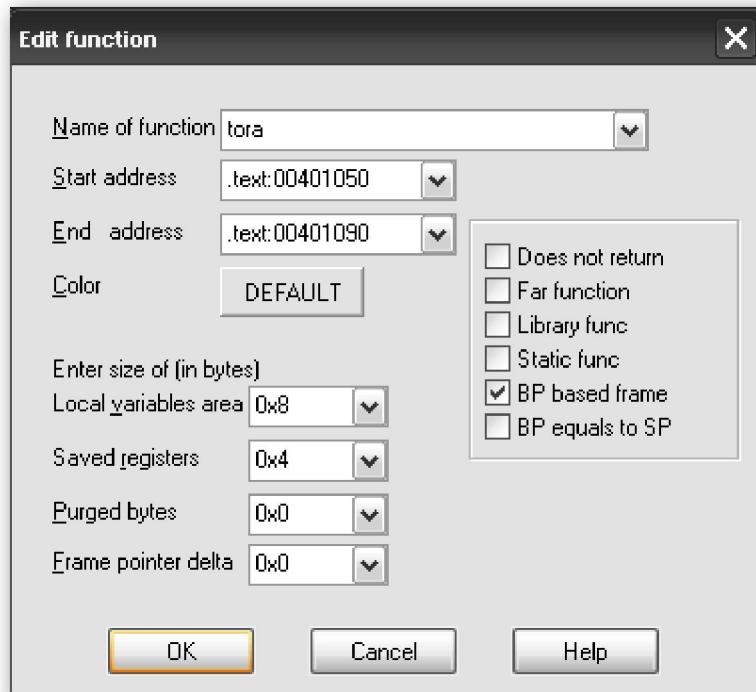 Edit function
Name of function tora
Start address .text:00401050
End address .text:00401090
Color DEFAULT
Does not return
Far function
Library func
Static func
BP based frame
BP equals to SP
Enter size of (in bytes)
Local variables area 0x8
Saved registers 0x4
Purged bytes 0x0
Frame pointer delta 0x0
OK Cancel Help